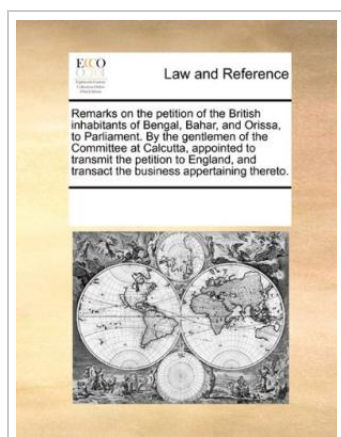 ECCO
Law and Reference
Remarks on the petition of the British
inhabitants of Bengal, Bahar, and Orissa,
to Parliament. By the gentlemen of the
Committee at Calcutta, appointed to
transmit the petition to England, and
transact the business appertaining thereto.